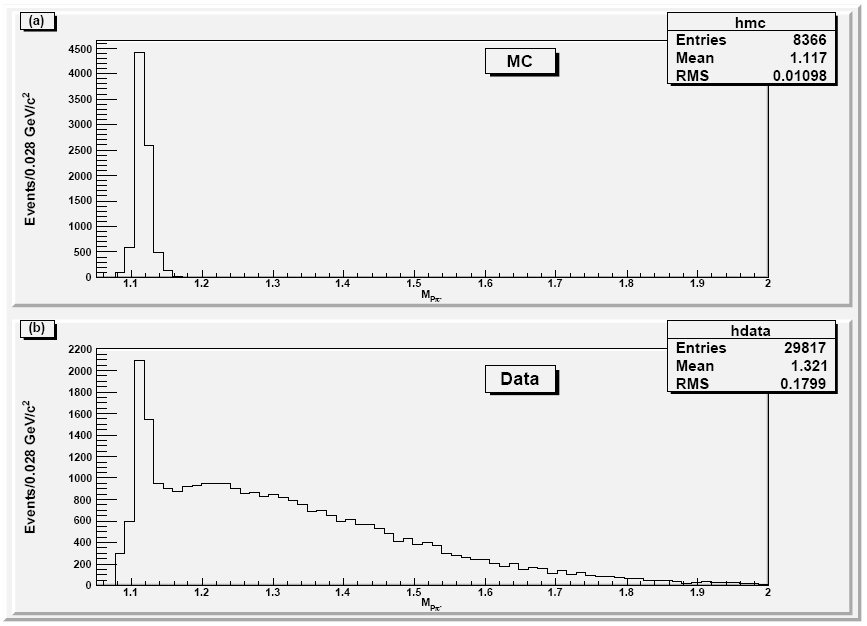 (a)
hmc
Entries 8366
Mean 1.117
RMS 0.01098
MC
Events/0.028 GeV/c²
4500
4000
3500
3000
2500
2000
1500
1000
500
0
1.1 1.2 1.3 1.4 1.5 1.6 1.7 1.8 1.9 2
M_Pπ⁻
(b)
hdata
Entries 29817
Mean 1.321
RMS 0.1799
Data
Events/0.028 GeV/c²
2200
2000
1800
1600
1400
1200
1000
800
600
400
200
0
1.1 1.2 1.3 1.4 1.5 1.6 1.7 1.8 1.9 2
M_Pπ⁻